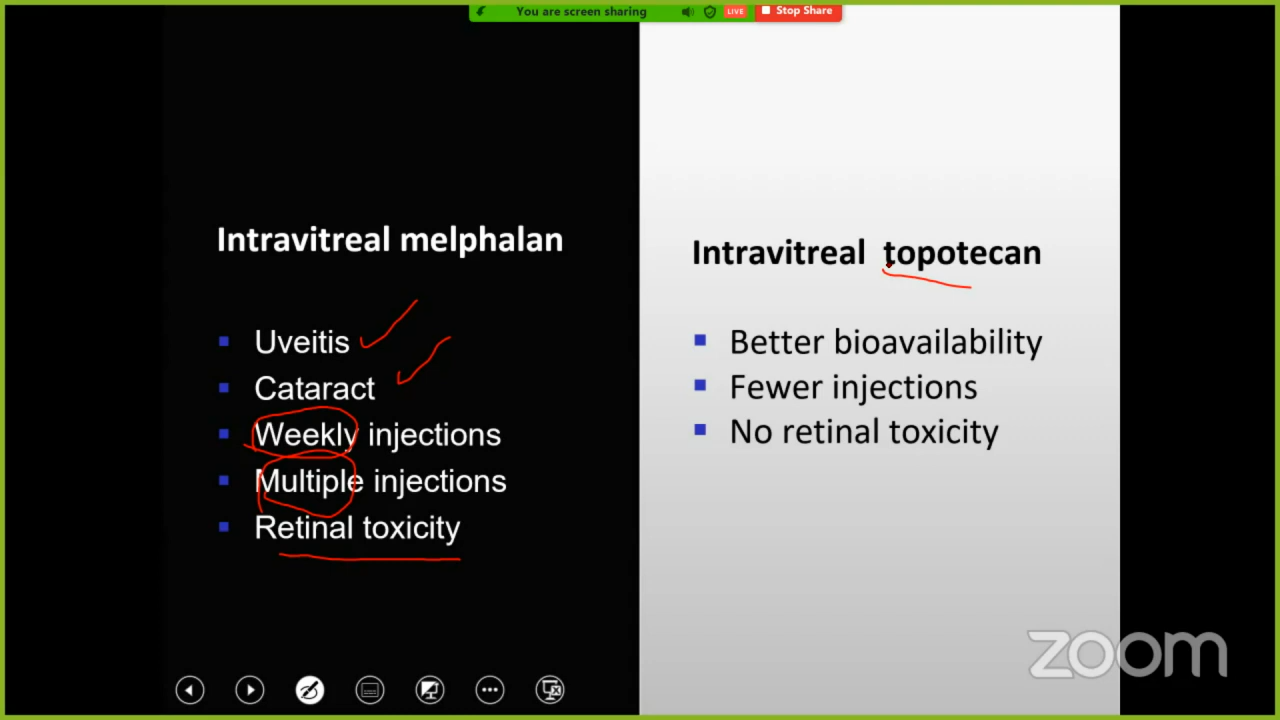 You are screen sharing LIVE Stop Share
Intravitreal melphalan
Uveitis
Cataract
Weekly injections
Multiple injections
Retinal toxicity
Intravitreal topotecan
Better bioavailability
Fewer injections
No retinal toxicity
zoom